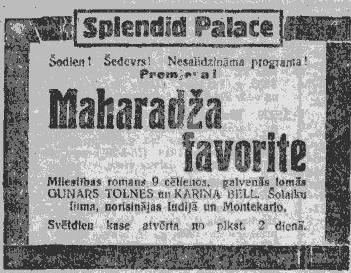 Splendid Palace
Šodien! Šedevrs! Nesalīdzināma programa!
Maharadža
favorite
Mīlestības romans 9 cēlienos, galvenās lomās
GUNARS TOLNES un KARINA BELL. Šolaiku
filma, norisinājas Indijā un Montekarlo.
Svētdien kase atvērta no plkst. 2 dienā.